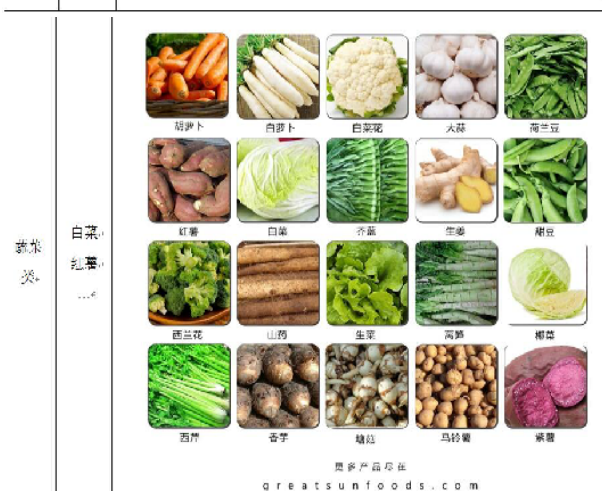 蔬菜
类
白菜
红薯
…
胡萝卜 白萝卜 白菜花 大蒜 荷兰豆
红薯 白菜 芥蓝 生姜 甜豆
西兰花 山药 生菜 莴笋 椰菜
西芹 香芋 马铃薯 紫薯
更多产品尽在
greatsunfoods.com